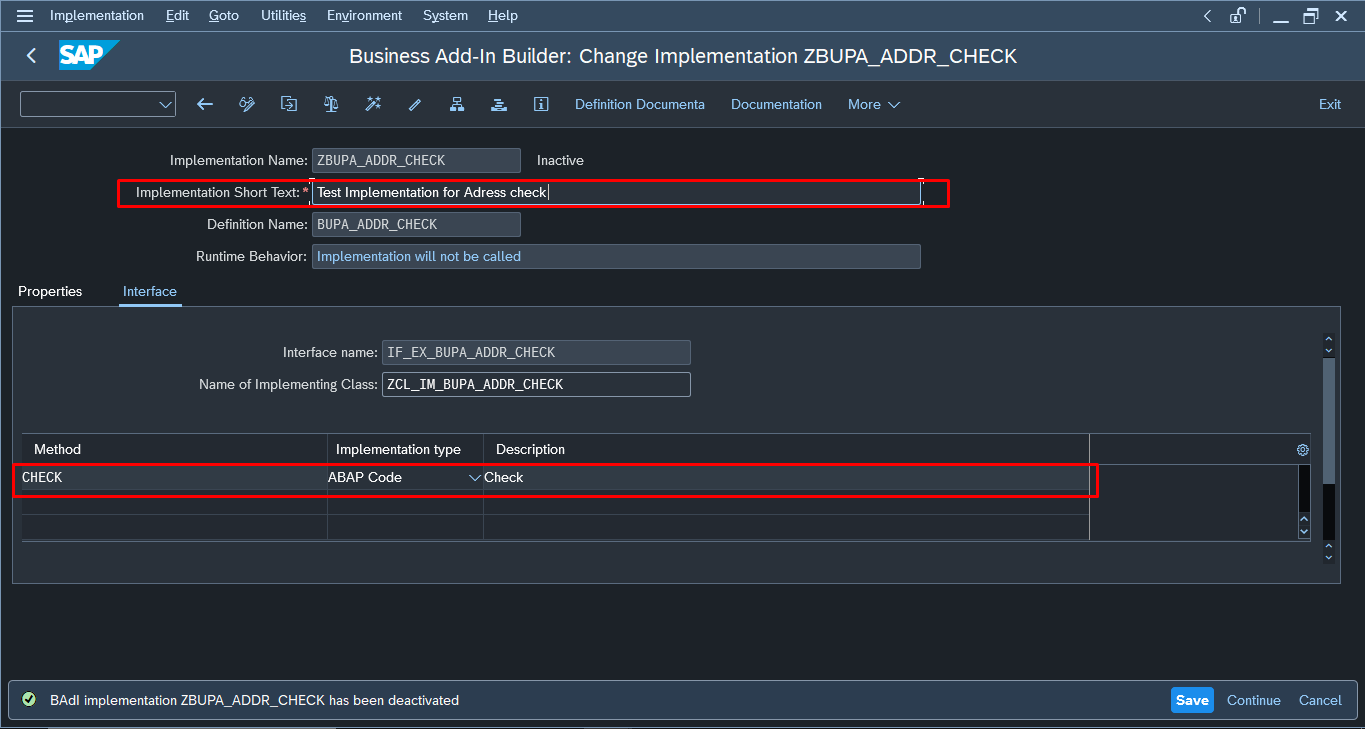 Implementation Edit Goto Utilities Environment System Help
SAP Business Add-In Builder: Change Implementation ZBUPA_ADDR_CHECK
Definition Documenta Documentation More Exit
Implementation Name: ZBUPA_ADDR_CHECK Inactive
Implementation Short Text: * Test Implementation for Adress check
Definition Name: BUPA_ADDR_CHECK
Runtime Behavior: Implementation will not be called
Properties Interface
Interface name: IF_EX_BUPA_ADDR_CHECK
Name of Implementing Class: ZCL_IM_BUPA_ADDR_CHECK
Method Implementation type Description
CHECK ABAP Code Check
BAdI implementation ZBUPA_ADDR_CHECK has been deactivated Save Continue Cancel